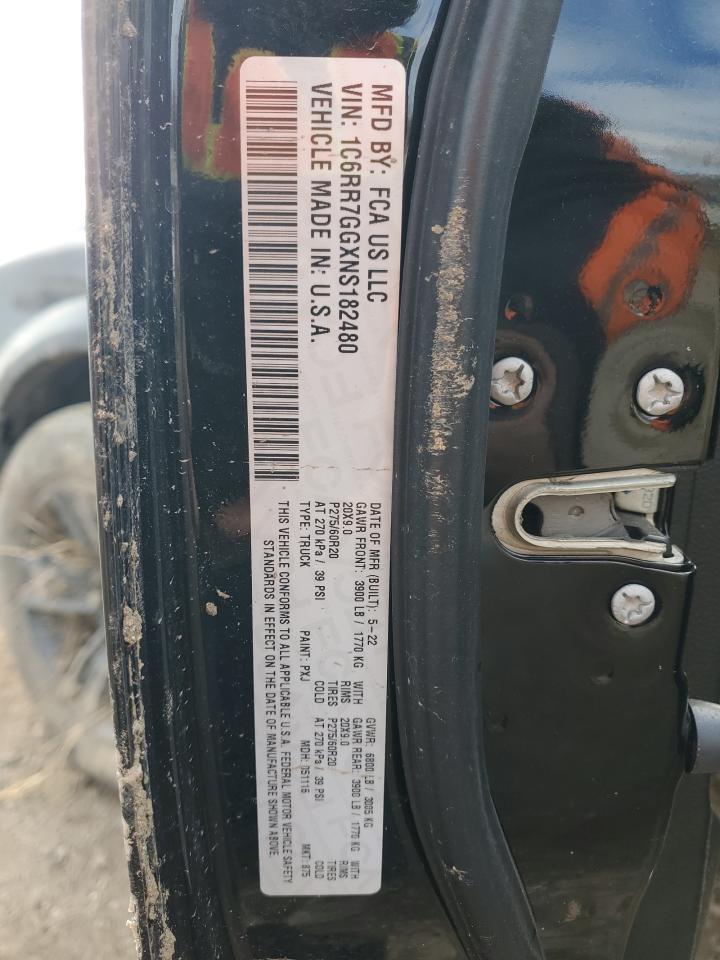 MFD BY: FCA US LLC
VIN: 1C6RR7GGXNS182480
VEHICLE MADE IN: U.S.A.
DATE OF MFR (BUILT): 5-22 GVWR: 6800 LB / 3085 KG
GAWR FRONT: 3900 LB / 1770 KG WITH GAWR REAR: 3900 LB / 1770 KG WITH
20X9.0 RIMS 20X9.0 RIMS
P275/60R20 TIRES P275/60R20 TIRES
AT 270 kPa / 39 PSI COLD AT 270 kPa / 39 PSI COLD
TYPE: TRUCK PAINT: PXJ MDH: 051116 MKT: 875
THIS VEHICLE CONFORMS TO ALL APPLICABLE U.S.A. FEDERAL MOTOR VEHICLE SAFETY
STANDARDS IN EFFECT ON THE DATE OF MANUFACTURE SHOWN ABOVE.